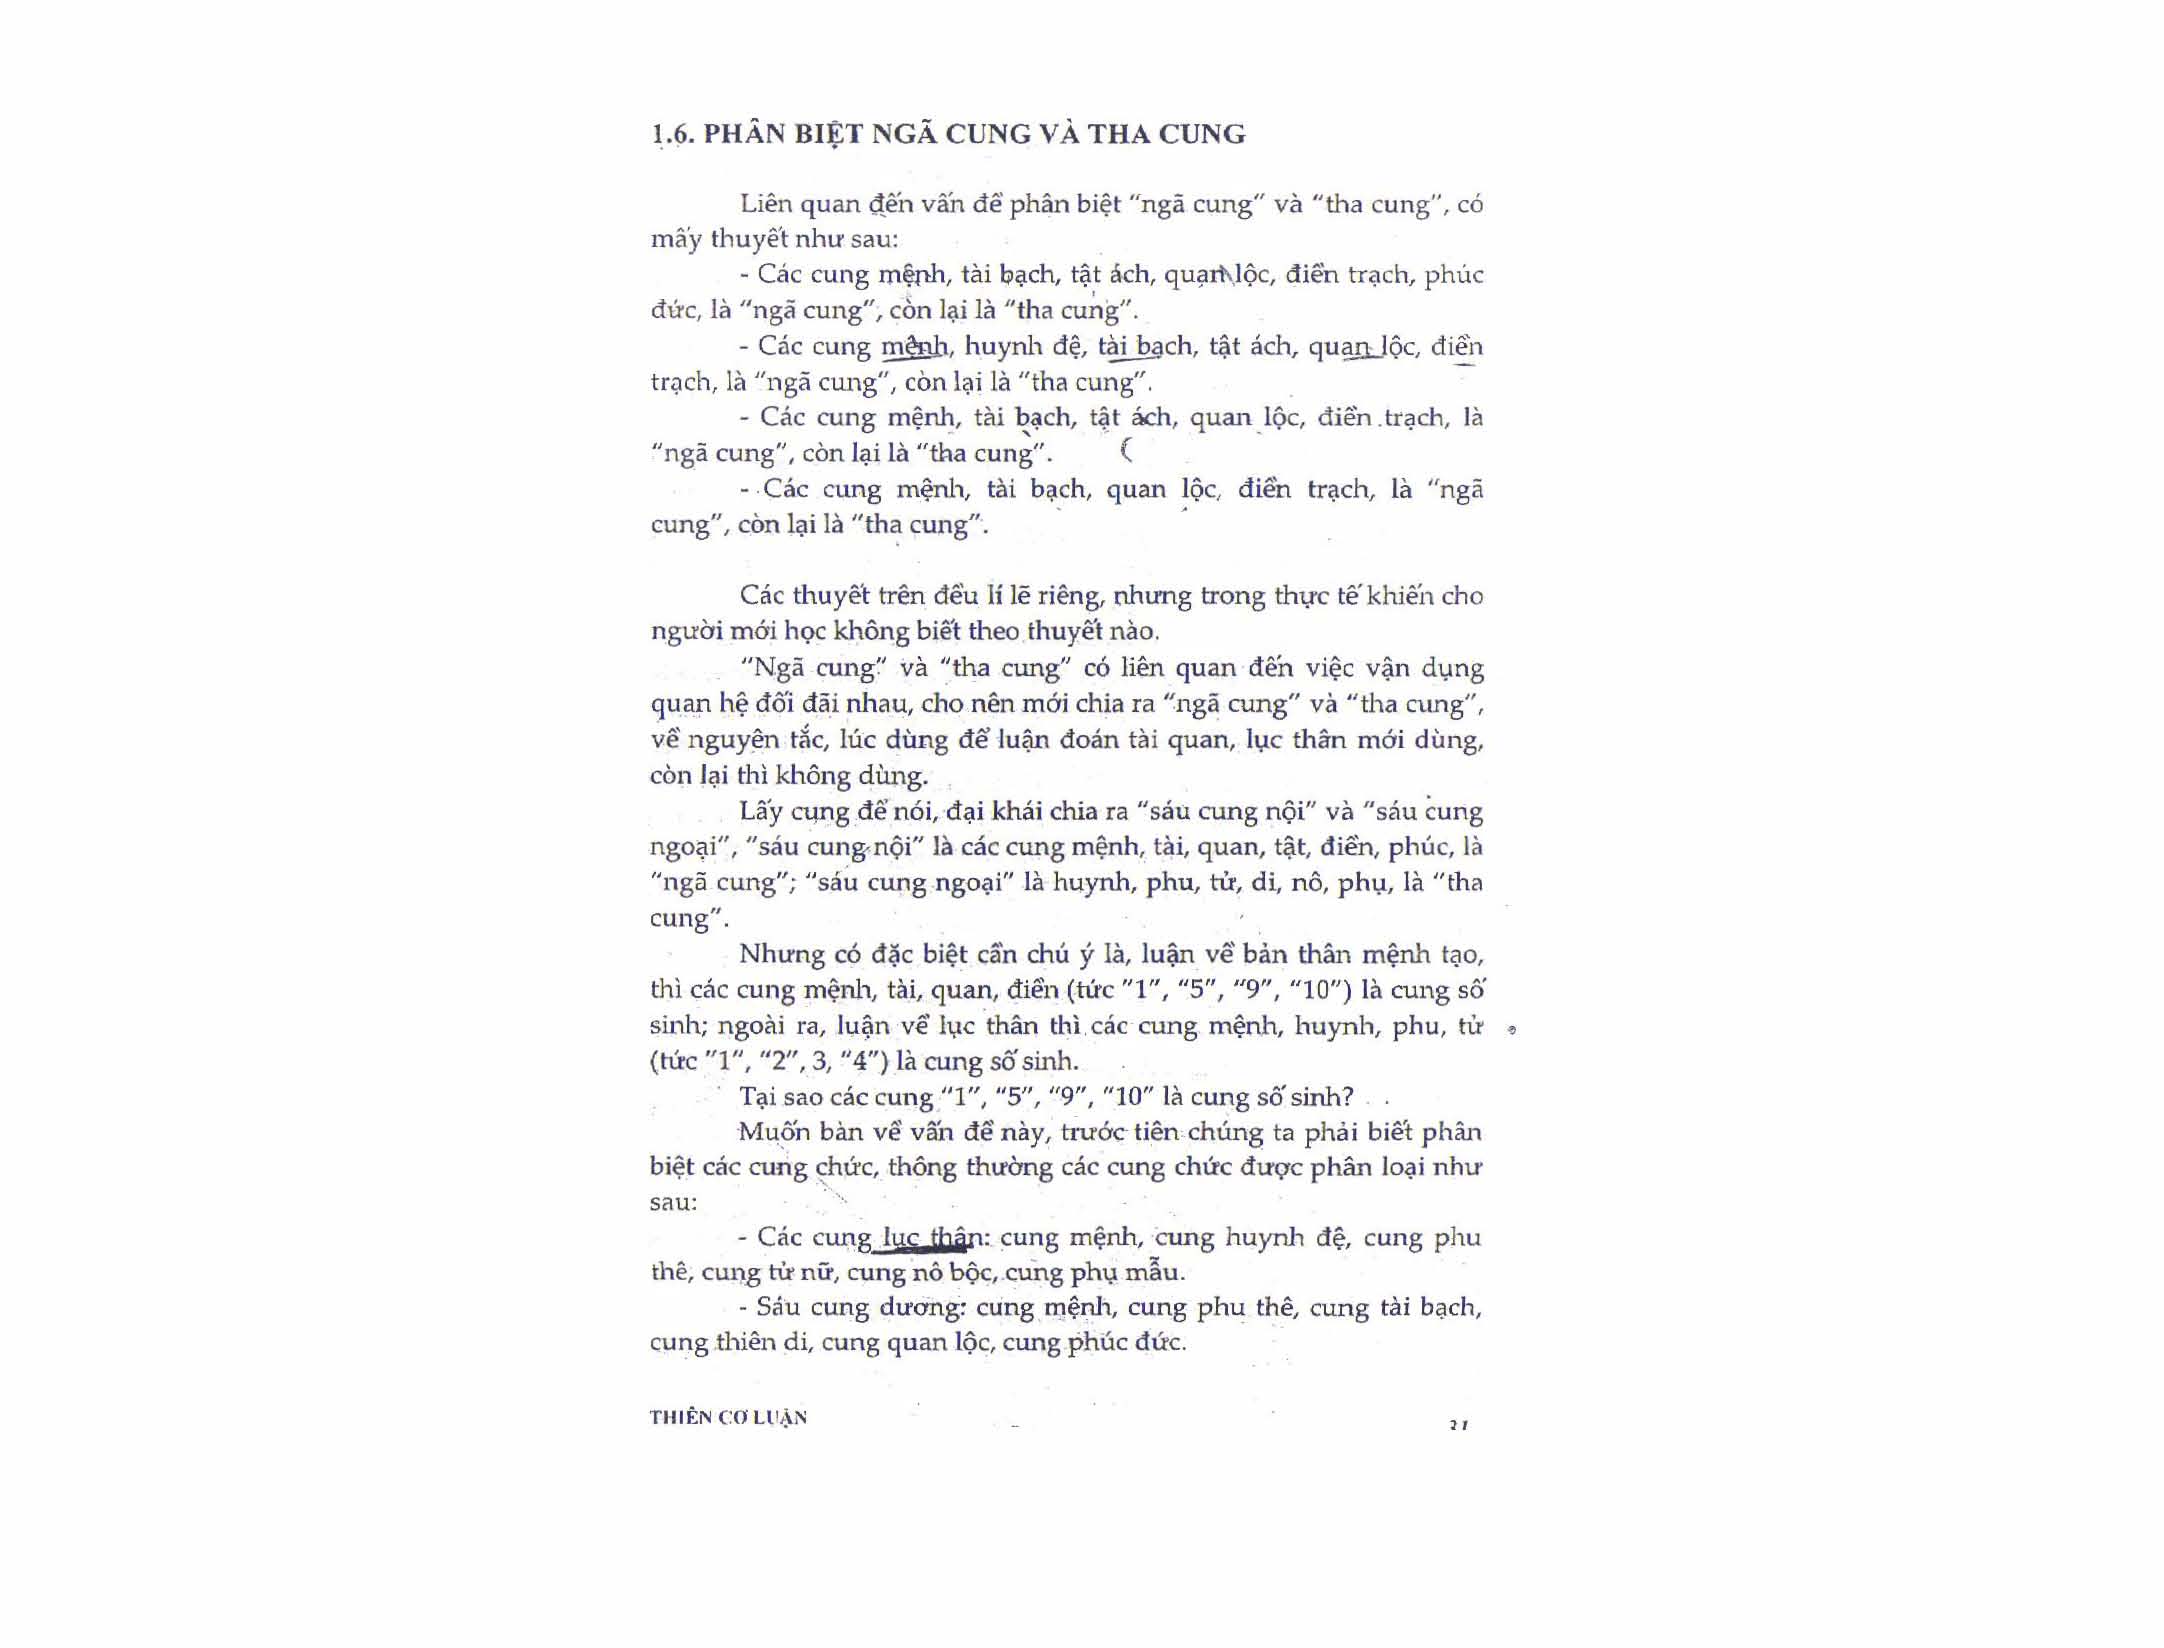 1.6. PHÂN BIỆT NGÃ CUNG VÀ THA CUNG
Liên quan đến vấn đề phân biệt "ngã cung" và "tha cung", có
mấy thuyết như sau:
- Các cung mệnh, tài bạch, tật ách, quan lộc, điền trạch, phúc
đức, là "ngã cung", còn lại là "tha cung".
- Các cung mệnh, huynh đệ, tài bạch, tật ách, quan lộc, điền
trạch, là "ngã cung", còn lại là "tha cung".
- Các cung mệnh, tài bạch, tật ách, quan lộc, điền trạch, là
"ngã cung", còn lại là "tha cung".
- Các cung mệnh, tài bạch, quan lộc, điền trạch, là "ngã
cung", còn lại là "tha cung".
Các thuyết trên đều lí lẽ riêng, nhưng trong thực tế khiến cho
người mới học không biết theo thuyết nào.
"Ngã cung" và "tha cung" có liên quan đến việc vận dụng
quan hệ đối đãi nhau, cho nên mới chia ra "ngã cung" và "tha cung",
về nguyên tắc, lúc dùng để luận đoán tài quan, lục thân mới dùng,
còn lại thì không dùng.
Lấy cung để nói, đại khái chia ra "sáu cung nội" và "sáu cung
ngoại", "sáu cung nội" là các cung mệnh, tài, quan, tật, điền, phúc, là
"ngã cung"; "sáu cung ngoại" là huynh, phu, tử, di, nô, phụ, là "tha
cung".
Nhưng có đặc biệt cần chú ý là, luận về bản thân mệnh tạo,
thì các cung mệnh, tài, quan, điền (tức "1", "5", "9", "10") là cung số
sinh; ngoài ra, luận về lục thân thì các cung mệnh, huynh, phu, tử
(tức "1", "2", 3, "4") là cung số sinh.
Tại sao các cung "1", "5", "9", "10" là cung số sinh?
Muốn bàn về vấn đề này, trước tiên chúng ta phải biết phân
biệt các cung chức, thông thường các cung chức được phân loại như
sau:
- Các cung lục thân: cung mệnh, cung huynh đệ, cung phu
thê, cung tử nữ, cung nô bộc, cung phụ mẫu.
- Sáu cung dương: cung mệnh, cung phu thê, cung tài bạch,
cung thiên di, cung quan lộc, cung phúc đức.
THIÊN CƠ LUẬN